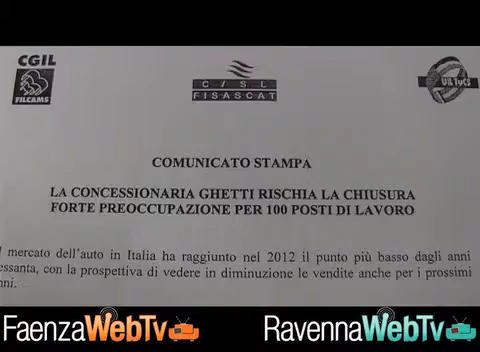 CGIL
FILCAMS
CISL
FISASCAT
UILTuCS
COMUNICATO STAMPA
LA CONCESSIONARIA GHETTI RISCHIA LA CHIUSURA
FORTE PREOCCUPAZIONE PER 100 POSTI DI LAVORO
l mercato dell'auto in Italia ha raggiunto nel 2012 il punto più basso dagli anni
essanta, con la prospettiva di vedere in diminuzione le vendite anche per i prossimi
nni.
FaenzaWebTv
RavennaWebTv